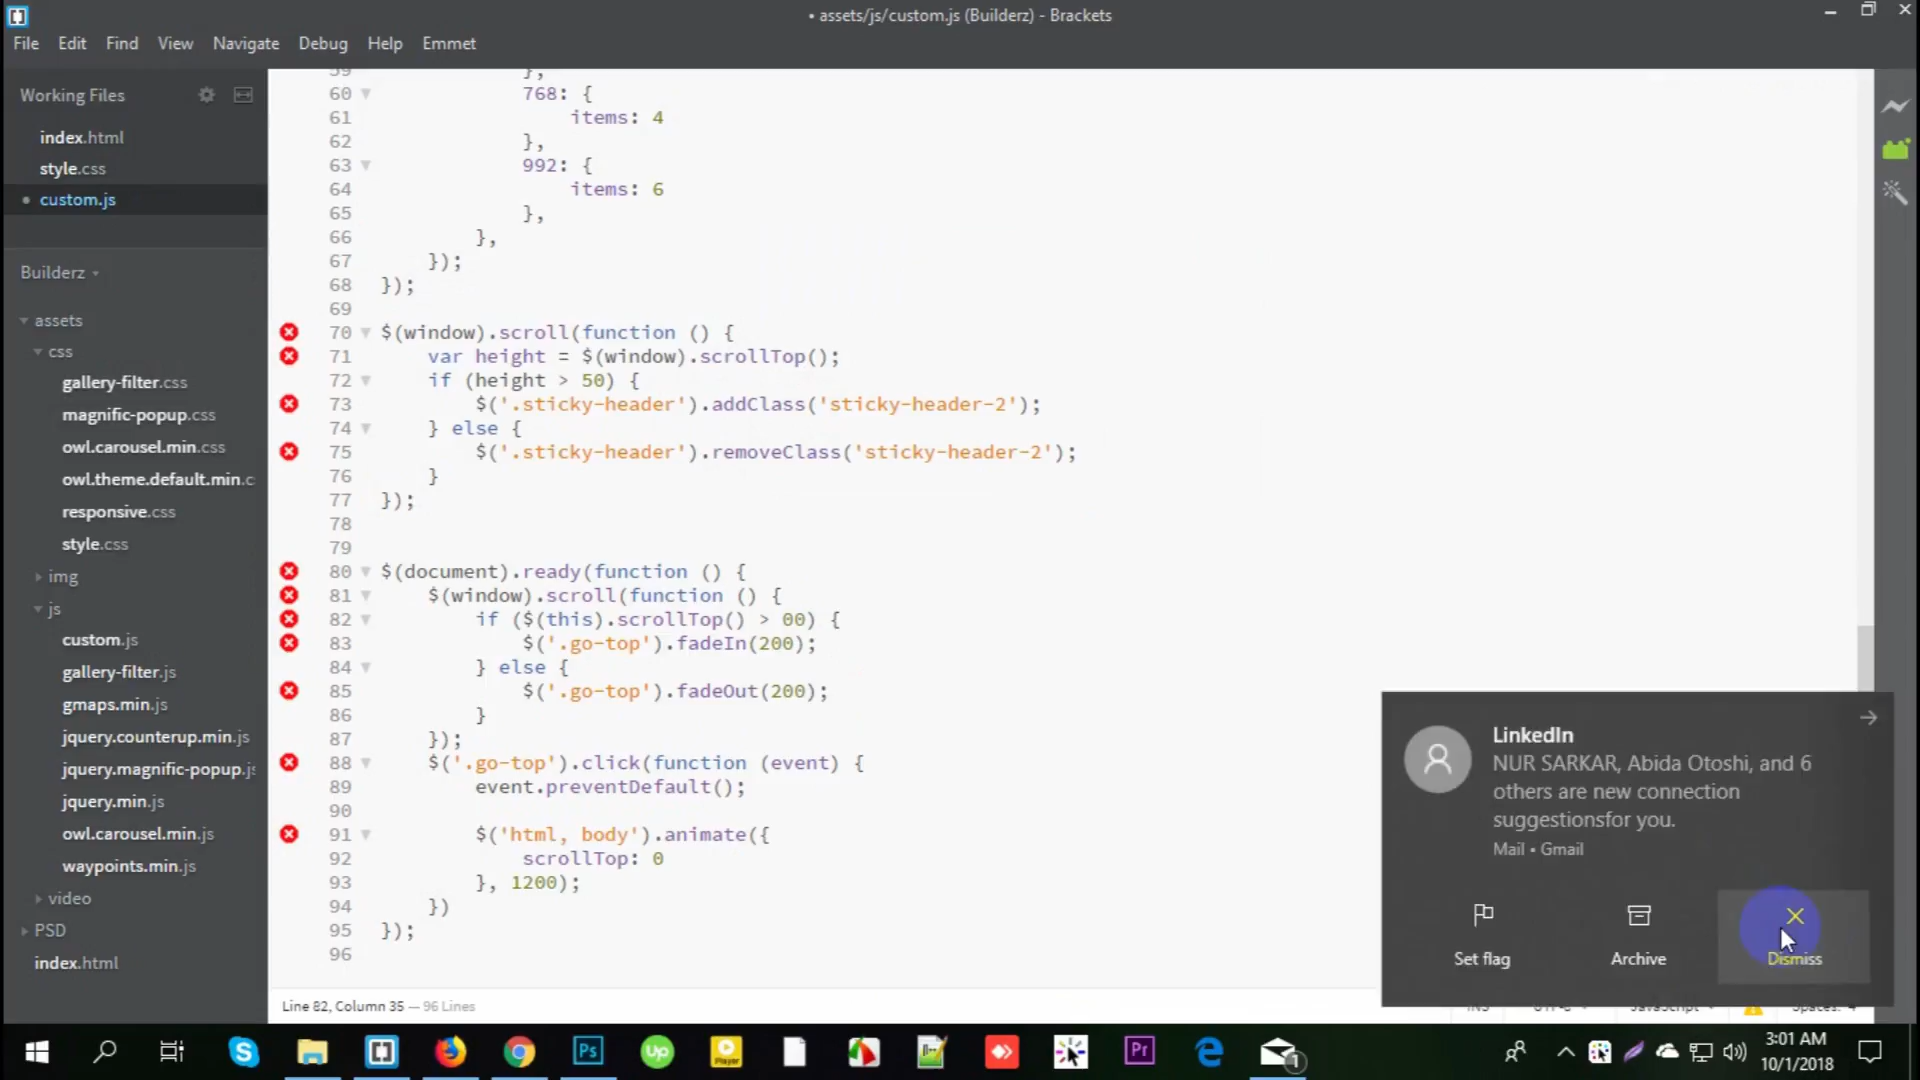 • assets/js/custom.js (Builderz) - Brackets
File Edit Find View Navigate Debug Help Emmet
Working Files
index.html
style.css
• custom.js
Builderz
assets
css
gallery-filter.css
magnific-popup.css
owl.carousel.min.css
owl.theme.default.min.c
responsive.css
style.css
img
js
custom.js
gallery-filter.js
gmaps.min.js
jquery.counterup.min.js
jquery.magnific-popup.js
jquery.min.js
owl.carousel.min.js
waypoints.min.js
video
PSD
index.html
59 },
60 768: {
61 items: 4
62 },
63 992: {
64 items: 6
65 },
66 },
67 });
68 });
69
70 $(window).scroll(function () {
71 var height = $(window).scrollTop();
72 if (height > 50) {
73 $('.sticky-header').addClass('sticky-header-2');
74 } else {
75 $('.sticky-header').removeClass('sticky-header-2');
76 }
77 });
78
79
80 $(document).ready(function () {
81 $(window).scroll(function () {
82 if ($(this).scrollTop() > 00) {
83 $('.go-top').fadeIn(200);
84 } else {
85 $('.go-top').fadeOut(200);
86 }
87 });
88 $('.go-top').click(function (event) {
89 event.preventDefault();
90
91 $('html, body').animate({
92 scrollTop: 0
93 }, 1200);
94 })
95 });
96
Line 82, Column 35 — 96 Lines
LinkedIn
NUR SARKAR, Abida Otoshi, and 6
others are new connection
suggestionsfor you.
Mail • Gmail
Set flag Archive Dismiss
Ps Up Player Pr 1
3:01 AM
10/1/2018